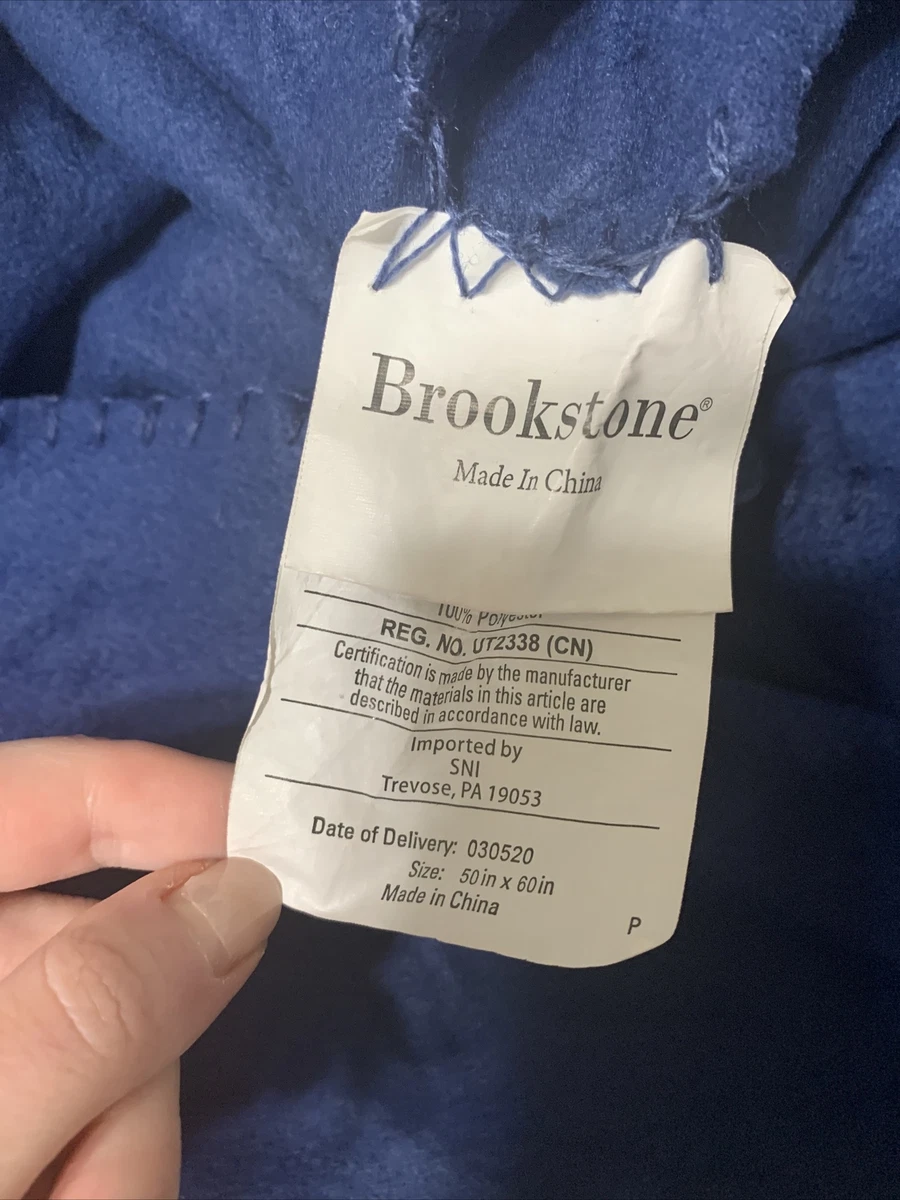 Brookstone®
Made In China
100% Polyester
REG. NO. UT2338 (CN)
Certification is made by the manufacturer
that the materials in this article are
described in accordance with law.
Imported by
SNI
Trevose, PA 19053
Date of Delivery: 030520
Size: 50in x 60in
Made in China
P